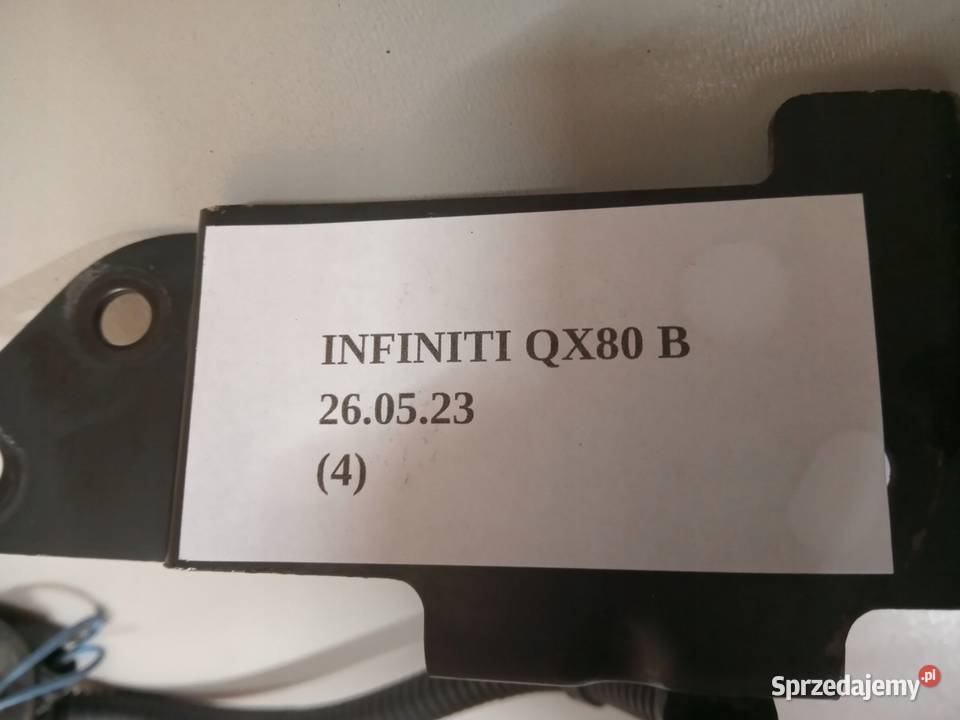 INFINITI QX80 B
26.05.23
(4)
Sprzedajemy.pl